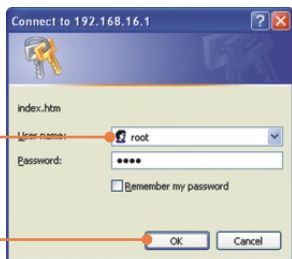 Connect to 192.168.16.1
index.htm
User name:
root
Password:
••••
Remember my password
OK
Cancel